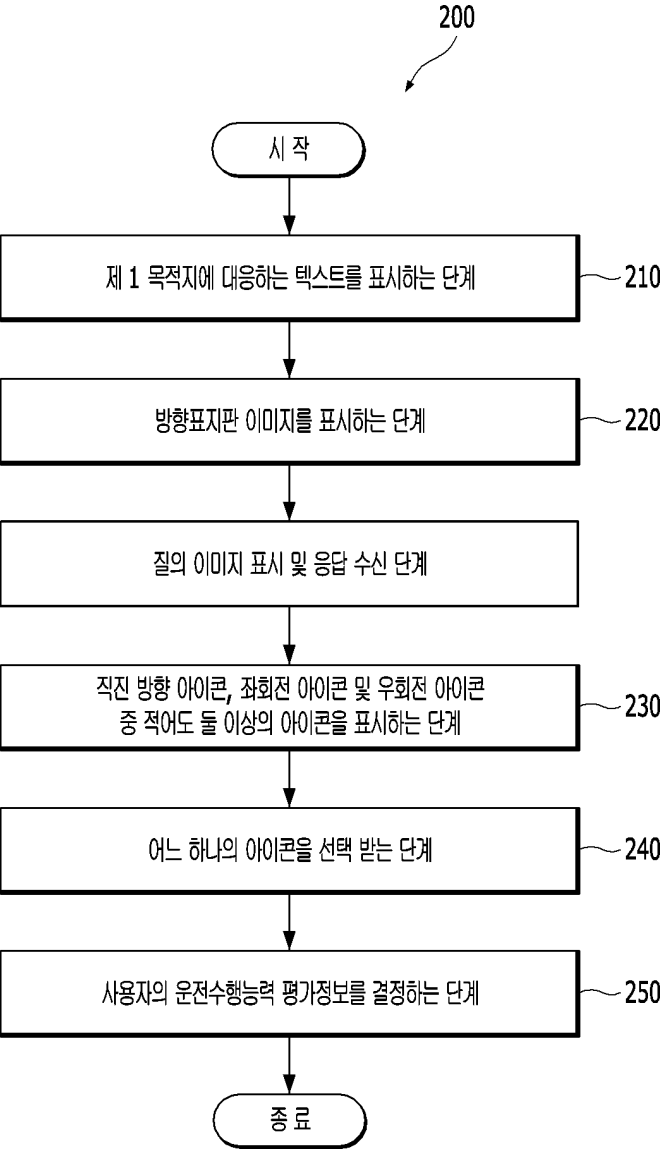 200
시 작
제 1 목적지에 대응하는 텍스트를 표시하는 단계
210
방향표지판 이미지를 표시하는 단계
220
질의 이미지 표시 및 응답 수신 단계
직진 방향 아이콘, 좌회전 아이콘 및 우회전 아이콘
중 적어도 둘 이상의 아이콘을 표시하는 단계
230
어느 하나의 아이콘을 선택 받는 단계
240
사용자의 운전수행능력 평가정보를 결정하는 단계
250
종 료